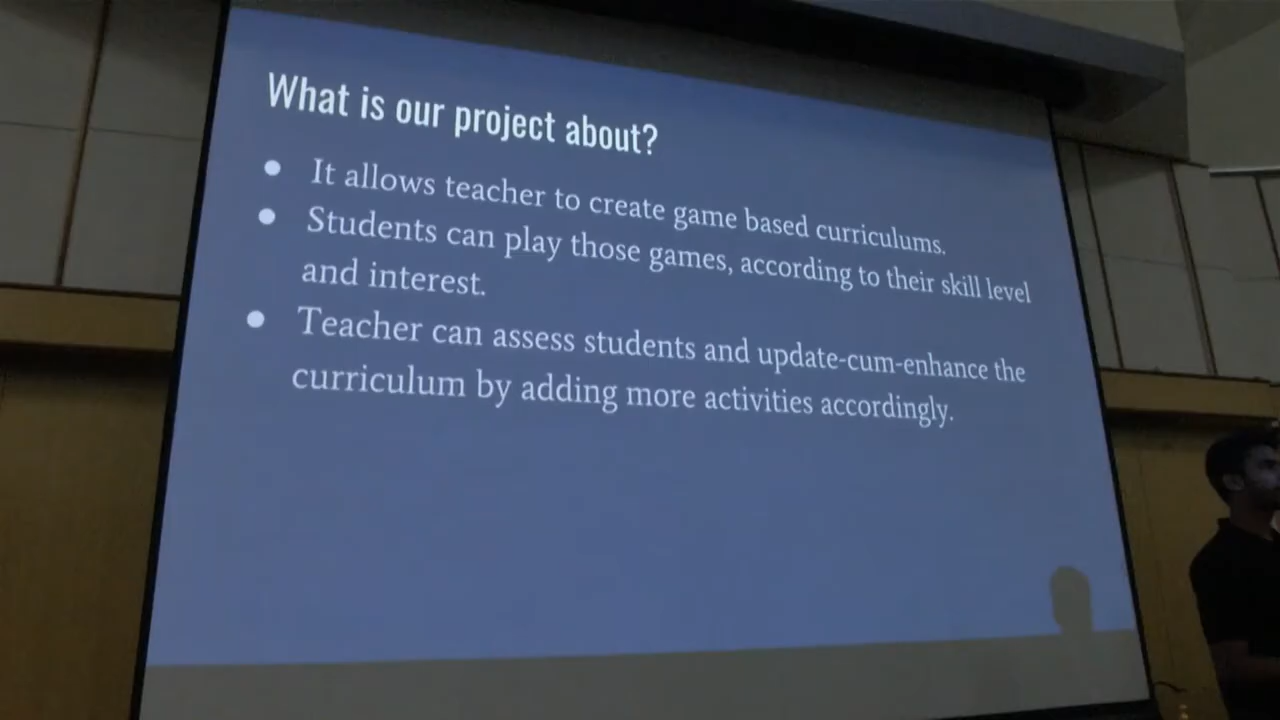 What is our project about?
● It allows teacher to create game based curriculums.
● Students can play those games, according to their skill level
and interest.
● Teacher can assess students and update-cum-enhance the
curriculum by adding more activities accordingly.